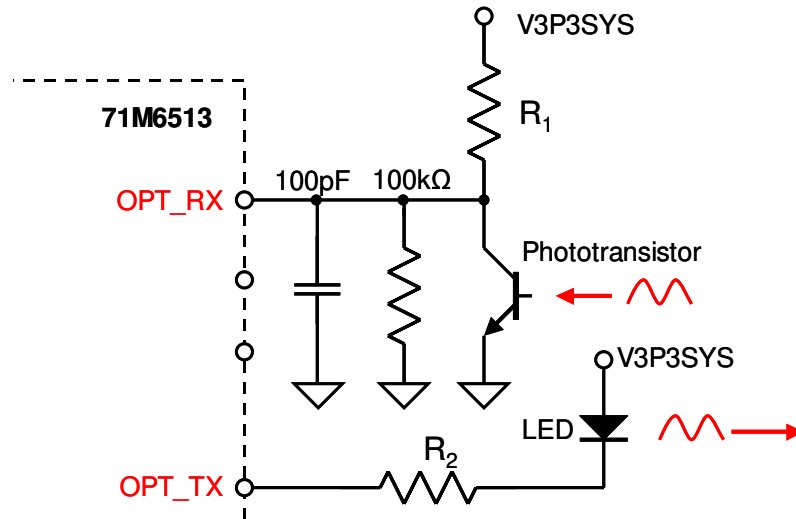 V3P3SYS
71M6513
R1
100pF 100kΩ
OPT_RX
Phototransistor
V3P3SYS
LED
R2
OPT_TX